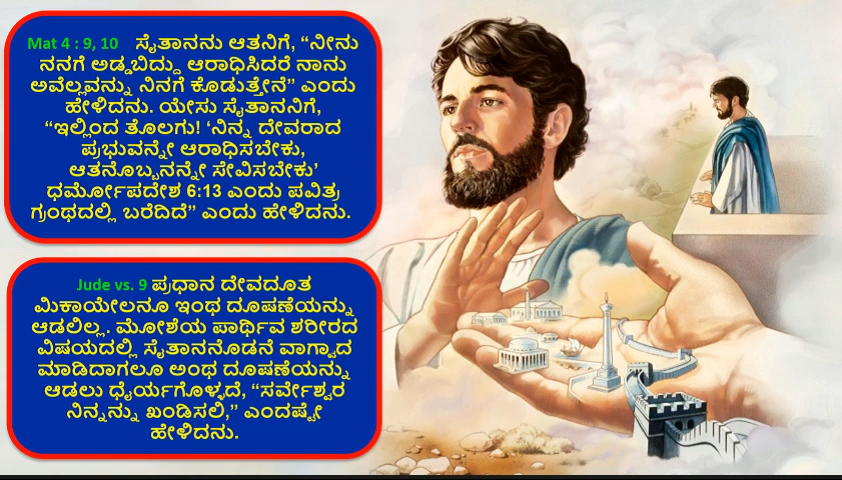 Mat 4 : 9, 10 ಸೈತಾನನು ಆತನಿಗೆ, “ನೀನು
ನನಗೆ ಅಡ್ಡಬಿದ್ದು ಆರಾಧಿಸಿದರೆ ನಾನು
ಅವೆಲ್ಲವನ್ನು ನಿನಗೆ ಕೊಡುತ್ತೇನೆ” ಎಂದು
ಹೇಳಿದನು. ಯೇಸು ಸೈತಾನನಿಗೆ,
“ಇಲ್ಲಿಂದ ತೊಲಗು! ‘ನಿನ್ನ ದೇವರಾದ
ಪ್ರಭುವನ್ನೇ ಆರಾಧಿಸಬೇಕು,
ಆತನೊಬ್ಬನನ್ನೇ ಸೇವಿಸಬೇಕು’
ಧರ್ಮೋಪದೇಶ 6:13 ಎಂದು ಪವಿತ್ರ
ಗ್ರಂಥದಲ್ಲಿ ಬರೆದಿದೆ” ಎಂದು ಹೇಳಿದನು.
Jude vs. 9 ಪ್ರಧಾನ ದೇವದೂತ
ಮಿಕಾಯೇಲನೂ ಇಂಥ ದೂಷಣೆಯನ್ನು
ಆಡಲಿಲ್ಲ. ಮೋಶೆಯ ಪಾರ್ಥಿವ ಶರೀರದ
ವಿಷಯದಲ್ಲಿ ಸೈತಾನನೊಡನೆ ವಾಗ್ವಾದ
ಮಾಡಿದಾಗಲೂ ಅಂಥ ದೂಷಣೆಯನ್ನು
ಆಡಲು ಧೈರ್ಯಗೊಳ್ಳದೆ, “ಸರ್ವೇಶ್ವರ
ನಿನ್ನನ್ನು ಖಂಡಿಸಲಿ,” ಎಂದಷ್ಟೇ
ಹೇಳಿದನು.